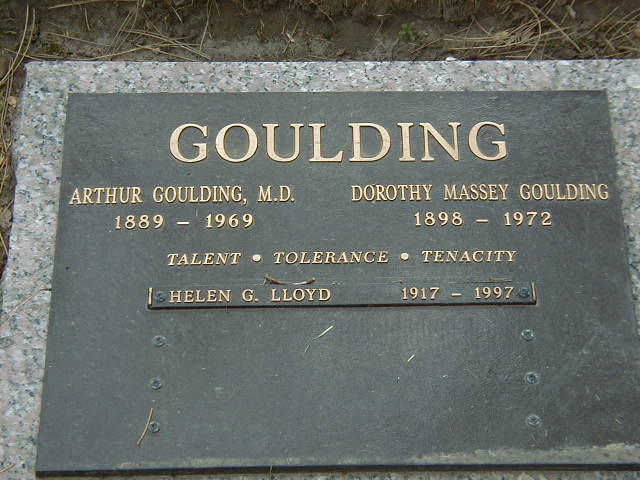 GOULDING
ARTHUR GOULDING, M.D. DOROTHY MASSEY GOULDING
1889 – 1969 1898 – 1972
TALENT • TOLERANCE • TENACITY
HELEN G. LLOYD 1917 – 1997